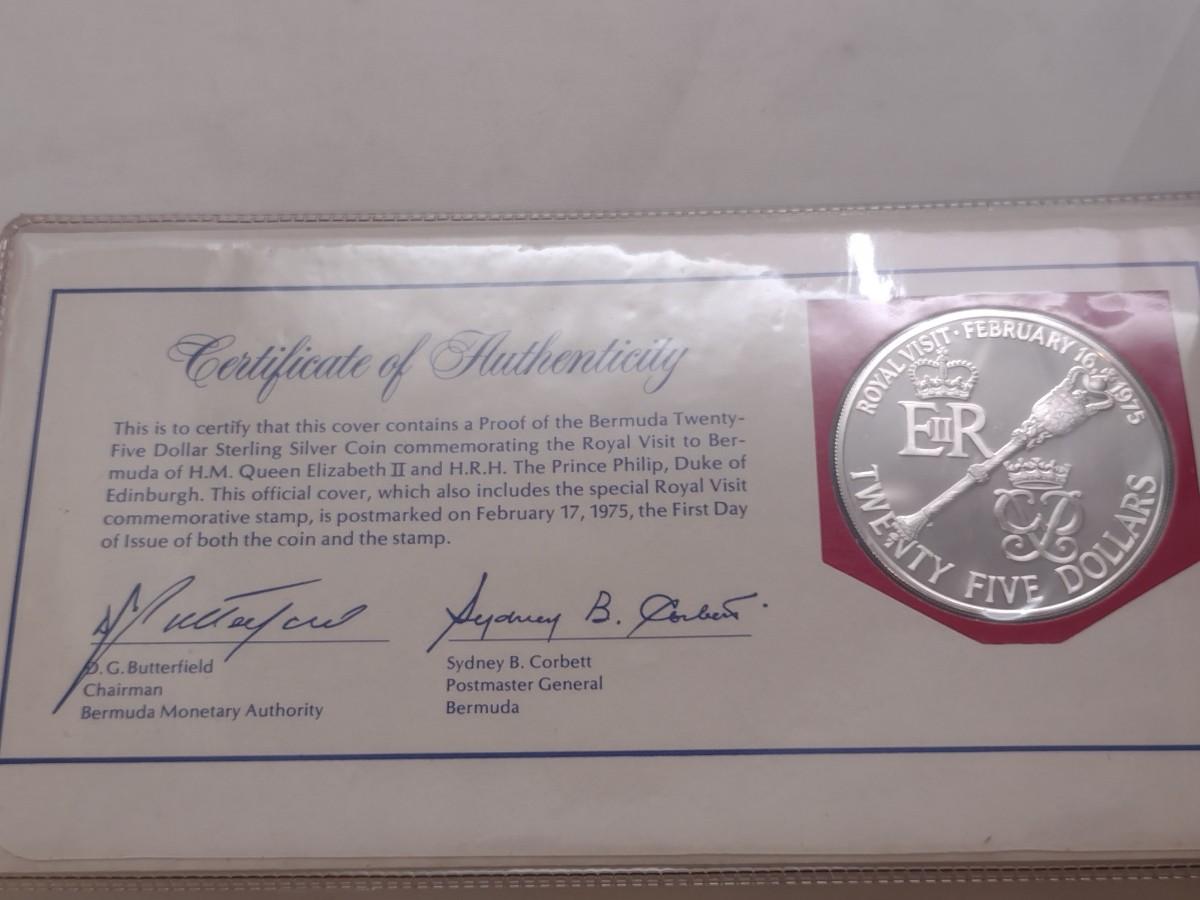 Certificate of Authenticity
This is to certify that this cover contains a Proof of the Bermuda Twenty-
Five Dollar Sterling Silver Coin commemorating the Royal Visit to Ber-
muda of H.M. Queen Elizabeth II and H.R.H. The Prince Philip, Duke of
Edinburgh. This official cover, which also includes the special Royal Visit
commemorative stamp, is postmarked on February 17, 1975, the First Day
of Issue of both the coin and the stamp.
D. G. Butterfield
Chairman
Bermuda Monetary Authority
Sydney B. Corbett
Sydney B. Corbett
Postmaster General
Bermuda
ROYAL VISIT · FEBRUARY 16 1975
EIIR
TWENTY FIVE DOLLARS